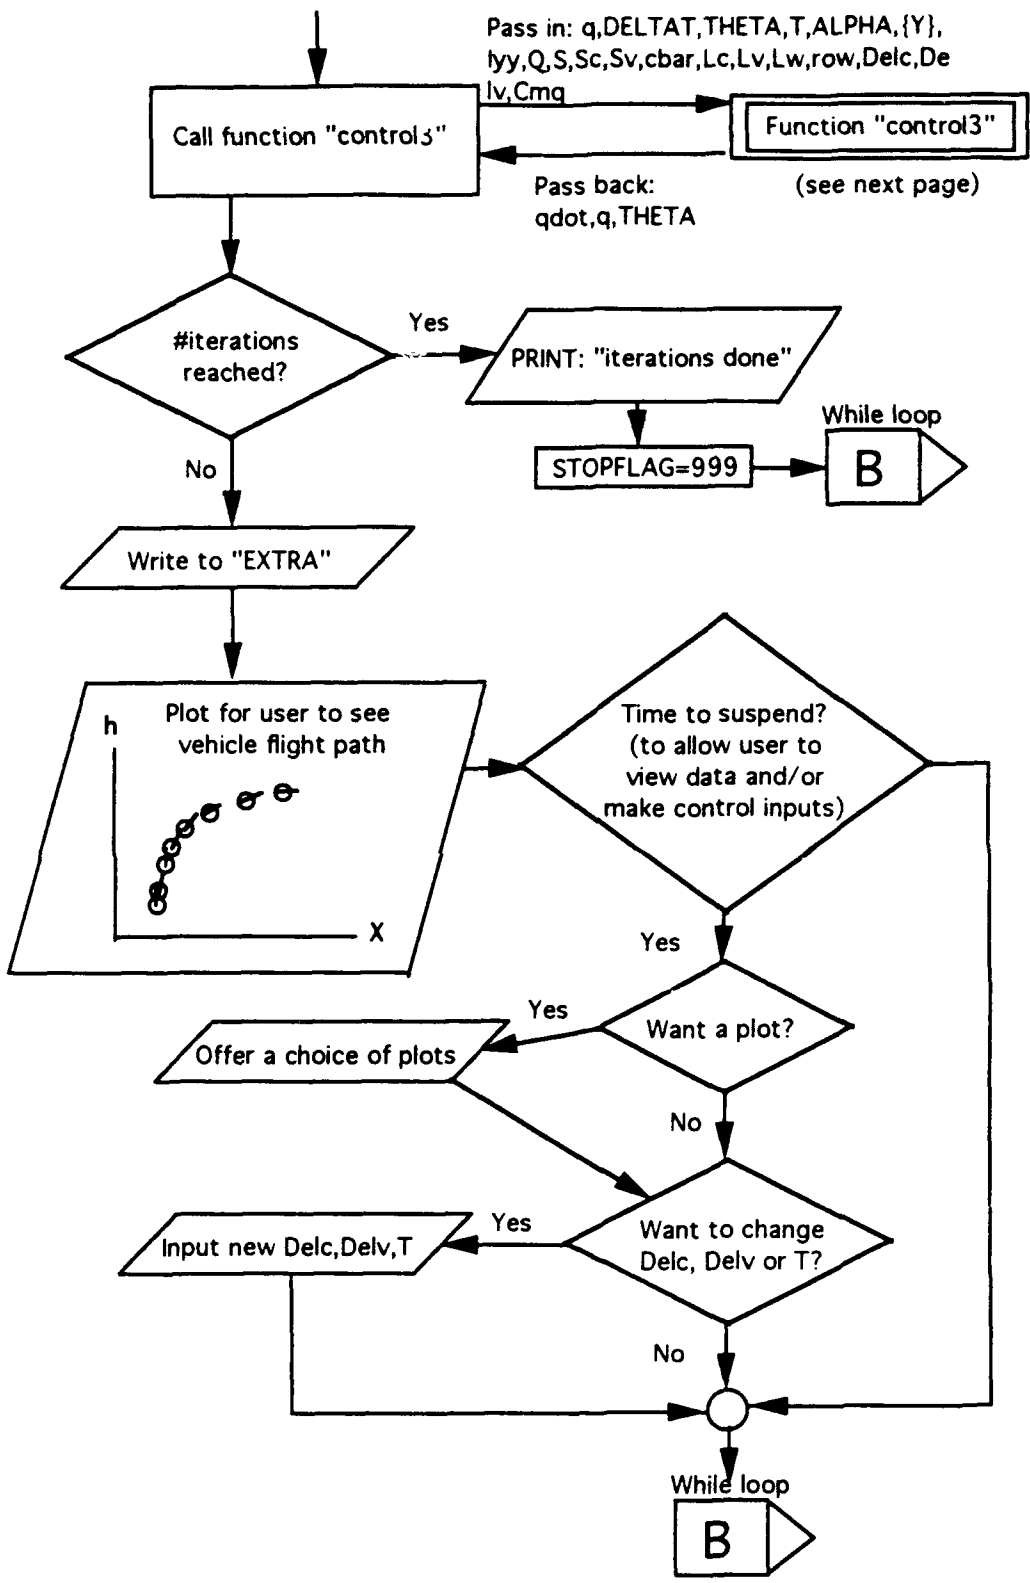 Pass in: q,DELTAT,THETA,T,ALPHA,{Y},
Iyy,Q,S,Sc,Sv,cbar,Lc,Lv,Lw,row,Delc,De
lv,Cmq
Call function "control3"
Function "control3"
(see next page)
Pass back:
qdot,q,THETA
#iterations
reached?
Yes
PRINT: "iterations done"
While loop
B
STOPFLAG=999
No
Write to "EXTRA"
Plot for user to see
vehicle flight path
h
X
Time to suspend?
(to allow user to
view data and/or
make control inputs)
Yes
Want a plot?
Yes
Offer a choice of plots
No
Want to change
Delc, Delv or T?
Yes
Input new Delc,Delv,T
No
While loop
B